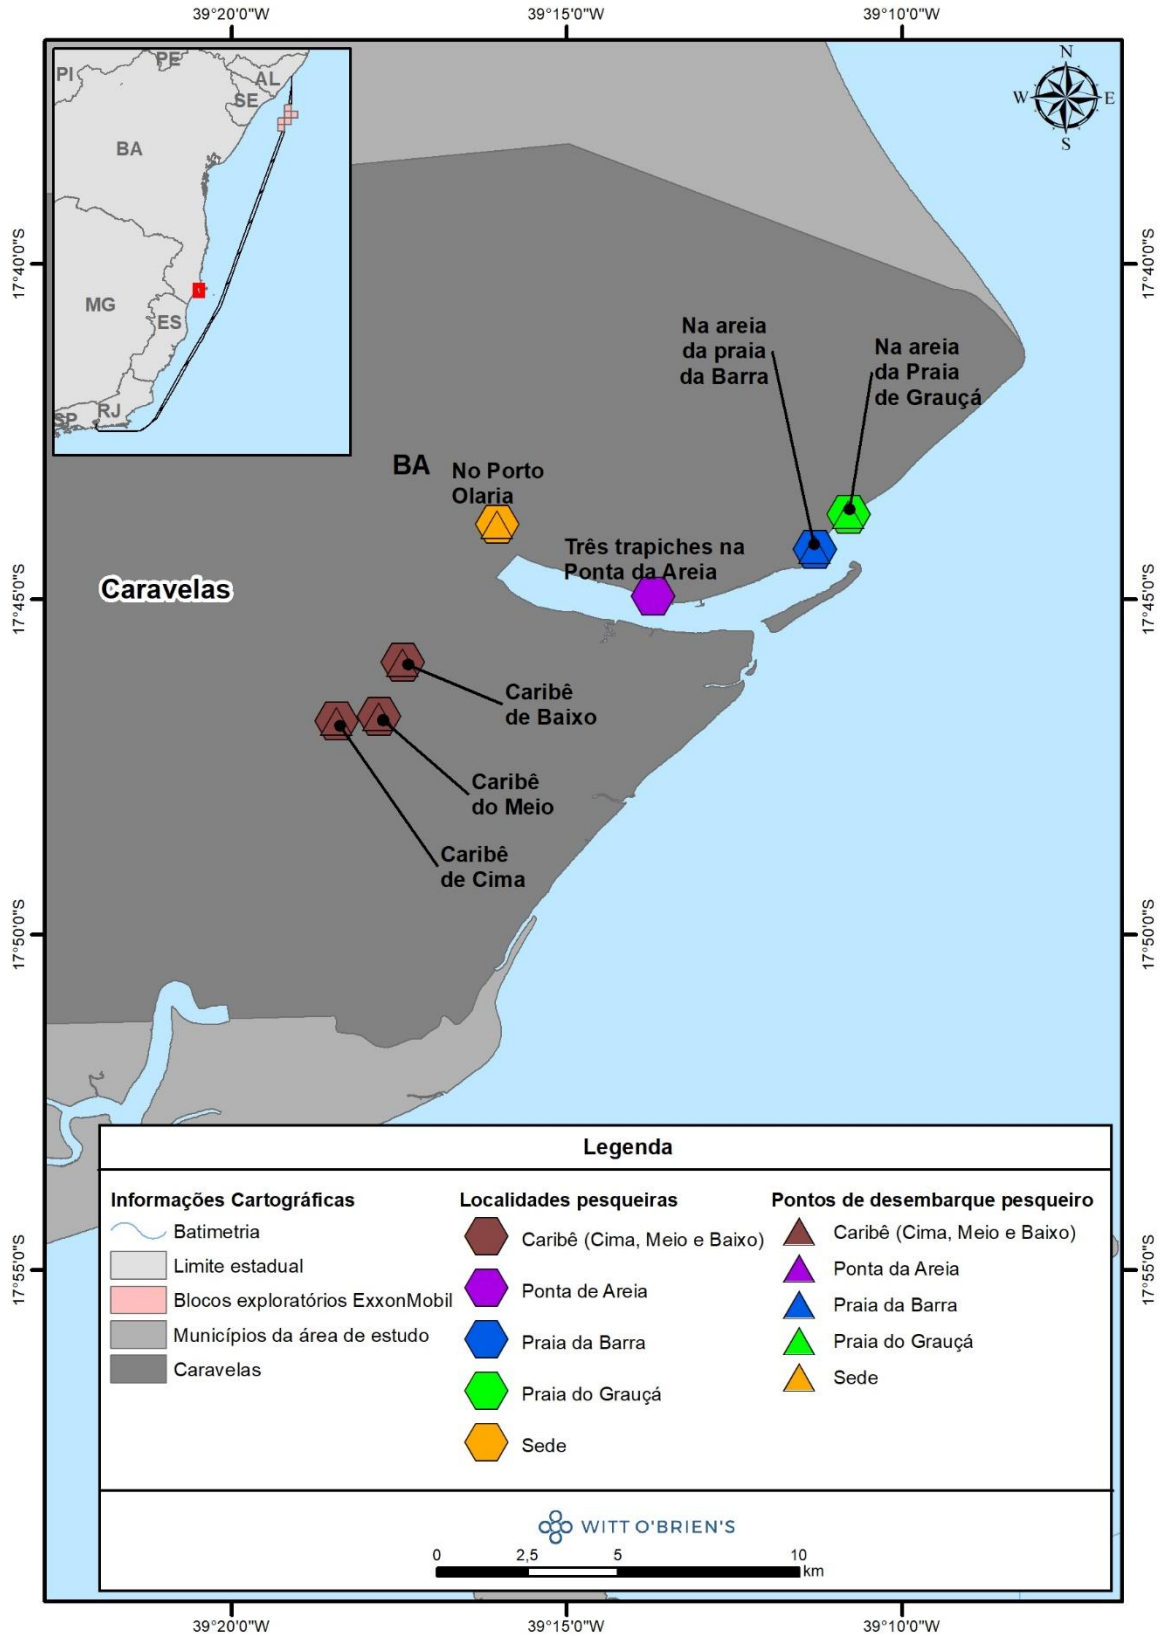 39°20'0"W
39°15'0"W
39°10'0"W
PI
PE
AL
SE
BA
MG
ES
RJ
SP
N
W
E
S
17°40'0"S
17°40'0"S
Na areia
da praia
da Barra
Na areia
da Praia
de Grauçá
BA
No Porto
Olaria
Três trapiches na
Ponta da Areia
Caravelas
17°45'0"S
17°45'0"S
Caribê
de Baixo
Caribê
do Meio
Caribê
de Cima
17°50'0"S
17°50'0"S
17°55'0"S
17°55'0"S
Legenda
Informações Cartográficas
Batimetria
Limite estadual
Blocos exploratórios ExxonMobil
Municípios da área de estudo
Caravelas
Localidades pesqueiras
Caribê (Cima, Meio e Baixo)
Ponta de Areia
Praia da Barra
Praia do Grauçá
Sede
Pontos de desembarque pesqueiro
Caribê (Cima, Meio e Baixo)
Ponta da Areia
Praia da Barra
Praia do Grauçá
Sede
WITT O'BRIEN'S
0 2,5 5 10
km
39°20'0"W
39°15'0"W
39°10'0"W